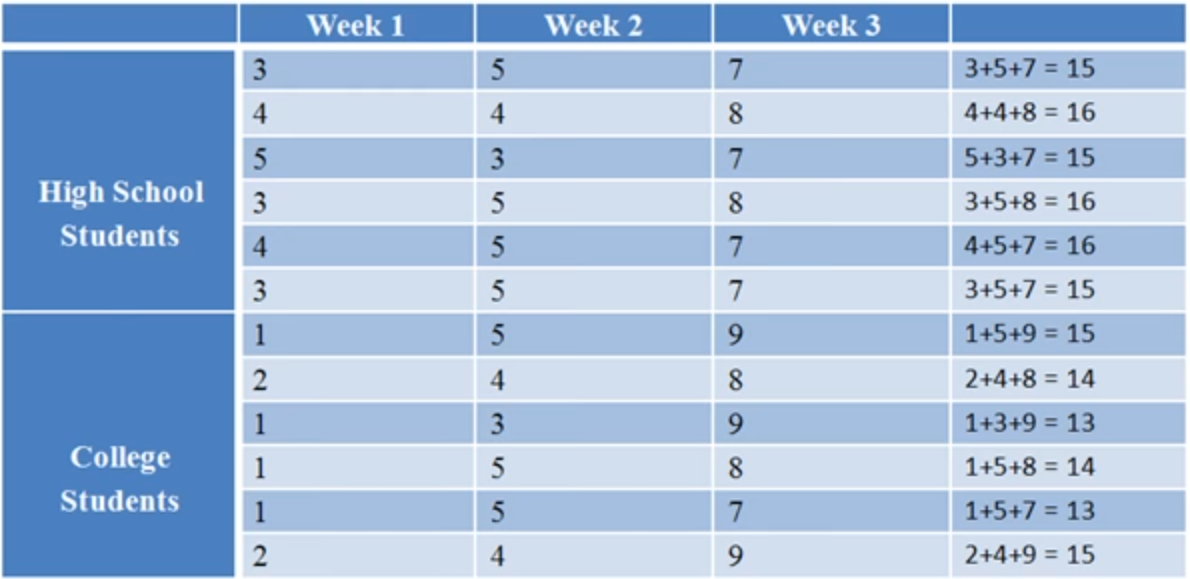 Week 1 Week 2 Week 3
3 5 7 3+5+7 = 15
4 4 8 4+4+8 = 16
5 3 7 5+3+7 = 15
High School
Students
3 5 8 3+5+8 = 16
4 5 7 4+5+7 = 16
3 5 7 3+5+7 = 15
1 5 9 1+5+9 = 15
2 4 8 2+4+8 = 14
1 3 9 1+3+9 = 13
College
Students
1 5 8 1+5+8 = 14
1 5 7 1+5+7 = 13
2 4 9 2+4+9 = 15